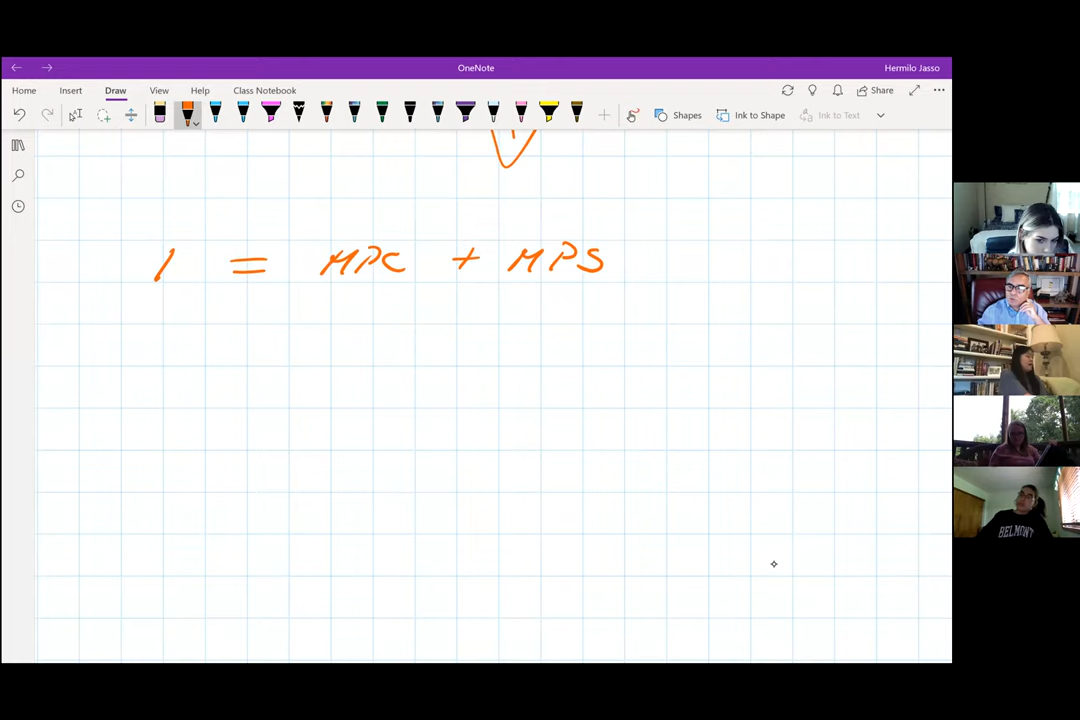 OneNote
Hermilo Jasso
Home Insert Draw View Help Class Notebook
Share
Shapes Ink to Shape Ink to Text
1 = MPC + MPS
BELMONT